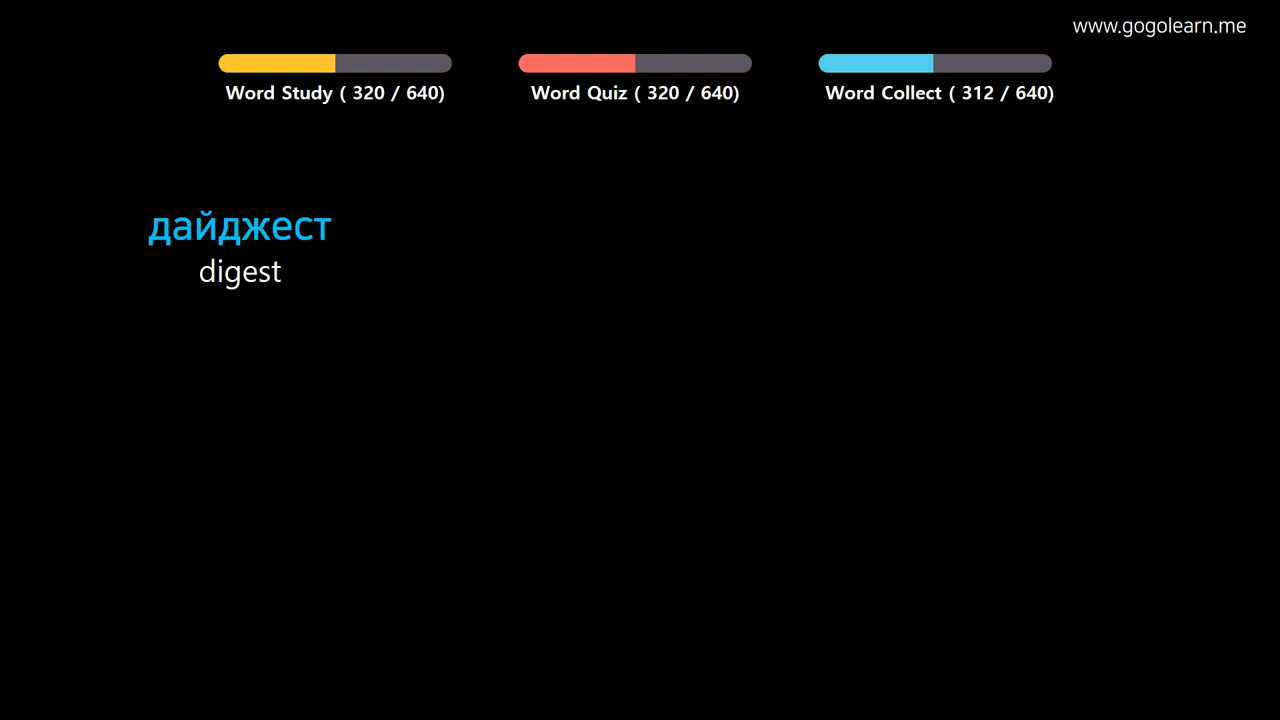 www.gogolearn.me
Word Study ( 320 / 640)
Word Quiz ( 320 / 640)
Word Collect ( 312 / 640)
дайджест
digest